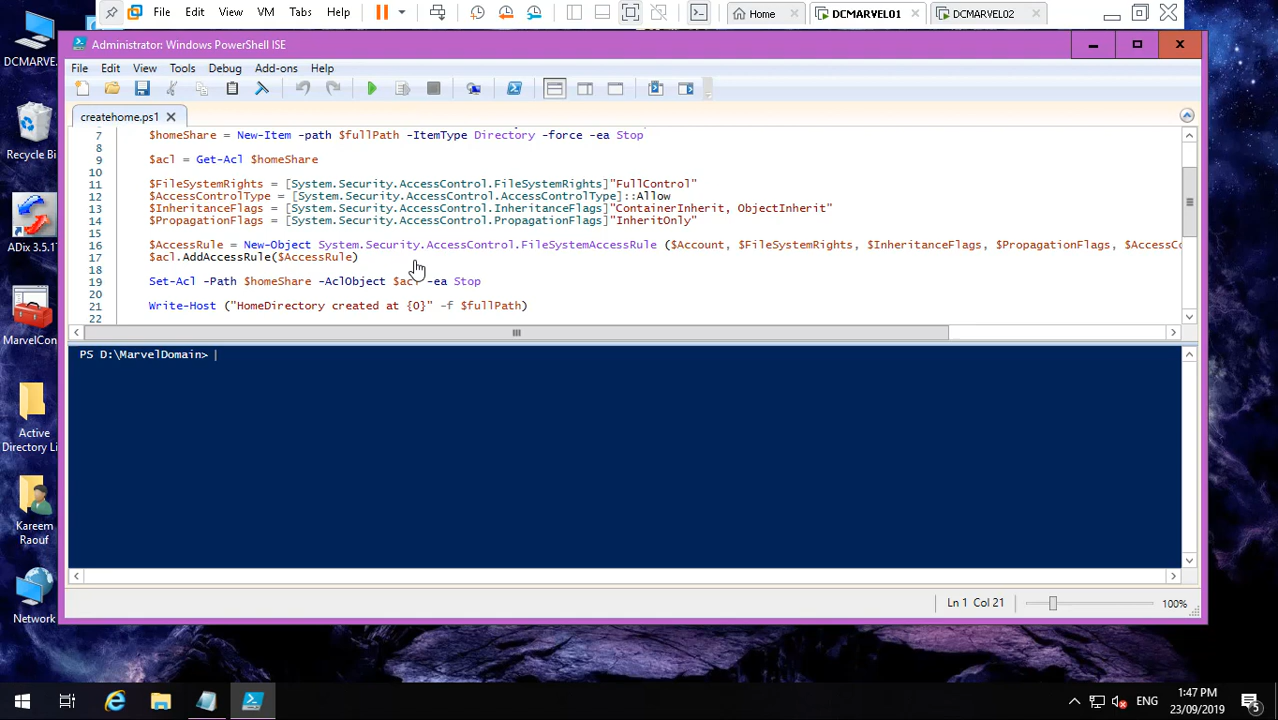 File Edit View VM Tabs Help Home DCMARVEL01 DCMARVEL02
Administrator: Windows PowerShell ISE
File Edit View Tools Debug Add-ons Help
createhome.ps1
7 $homeShare = New-Item -path $fullPath -ItemType Directory -force -ea Stop
8
9 $acl = Get-Acl $homeShare
10
11 $FileSystemRights = [System.Security.AccessControl.FileSystemRights]"FullControl"
12 $AccessControlType = [System.Security.AccessControl.AccessControlType]::Allow
13 $InheritanceFlags = [System.Security.AccessControl.InheritanceFlags]"ContainerInherit, ObjectInherit"
14 $PropagationFlags = [System.Security.AccessControl.PropagationFlags]"InheritOnly"
15
16 $AccessRule = New-Object System.Security.AccessControl.FileSystemAccessRule ($Account, $FileSystemRights, $InheritanceFlags, $PropagationFlags, $AccessCo
17 $acl.AddAccessRule($AccessRule)
18
19 Set-Acl -Path $homeShare -AclObject $acl -ea Stop
20
21 Write-Host ("HomeDirectory created at {0}" -f $fullPath)
22
PS D:\MarvelDomain>
Ln 1 Col 21 100%
DCMARVE
Recycle Bi
ADix 3.5.1
MarvelCon
Active
Directory Li
Kareem
Raouf
Network
ENG
1:47 PM
23/09/2019
5